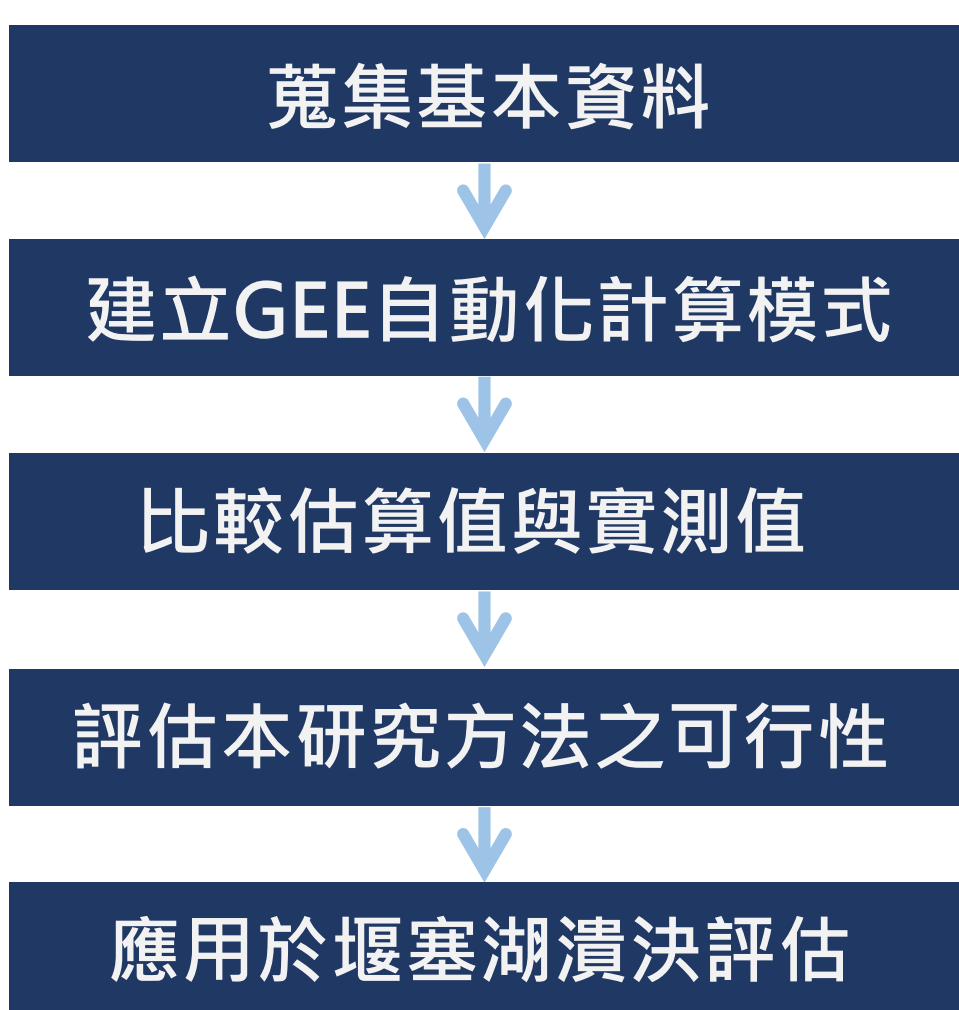 蒐集基本資料
建立GEE自動化計算模式
比較估算值與實測值
評估本研究方法之可行性
應用於堰塞湖潰決評估